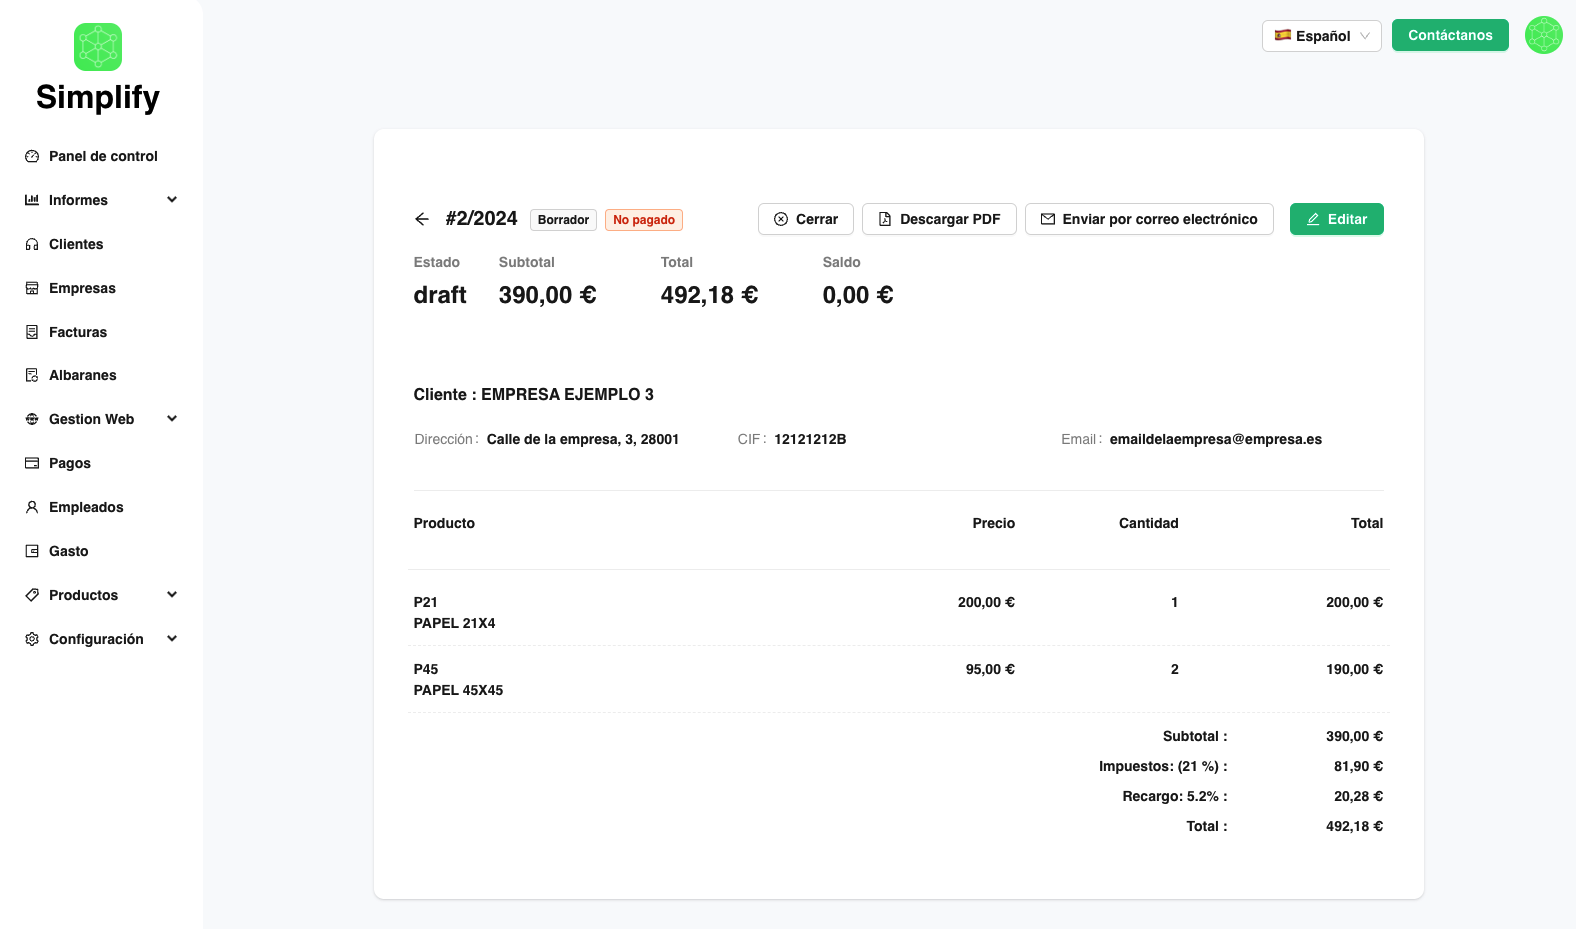 Simplify
Panel de control
Informes
Clientes
Empresas
Facturas
Albaranes
Gestion Web
Pagos
Empleados
Gasto
Productos
Configuración
Español
Contáctanos
#2/2024 Borrador No pagado Cerrar Descargar PDF Enviar por correo electrónico Editar
Estado Subtotal Total Saldo
draft 390,00 € 492,18 € 0,00 €
Cliente : EMPRESA EJEMPLO 3
Dirección : Calle de la empresa, 3, 28001 CIF : 12121212B Email : emaildelaempresa@empresa.es
Producto Precio Cantidad Total
P21 200,00 € 1 200,00 €
PAPEL 21X4
P45 95,00 € 2 190,00 €
PAPEL 45X45
Subtotal : 390,00 €
Impuestos: (21 %) : 81,90 €
Recargo: 5.2% : 20,28 €
Total : 492,18 €